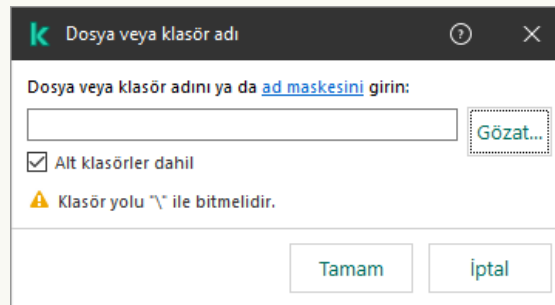 Dosya veya klasör adı
Dosya veya klasör adını ya da ad maskesini girin:
Gözat...
Alt klasörler dahil
Klasör yolu "\" ile bitmelidir.
Tamam
İptal